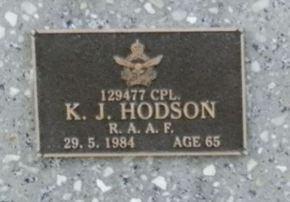 129477 CPL.
K. J. HODSON
R. A. A. F.
29. 5. 1984 AGE 65